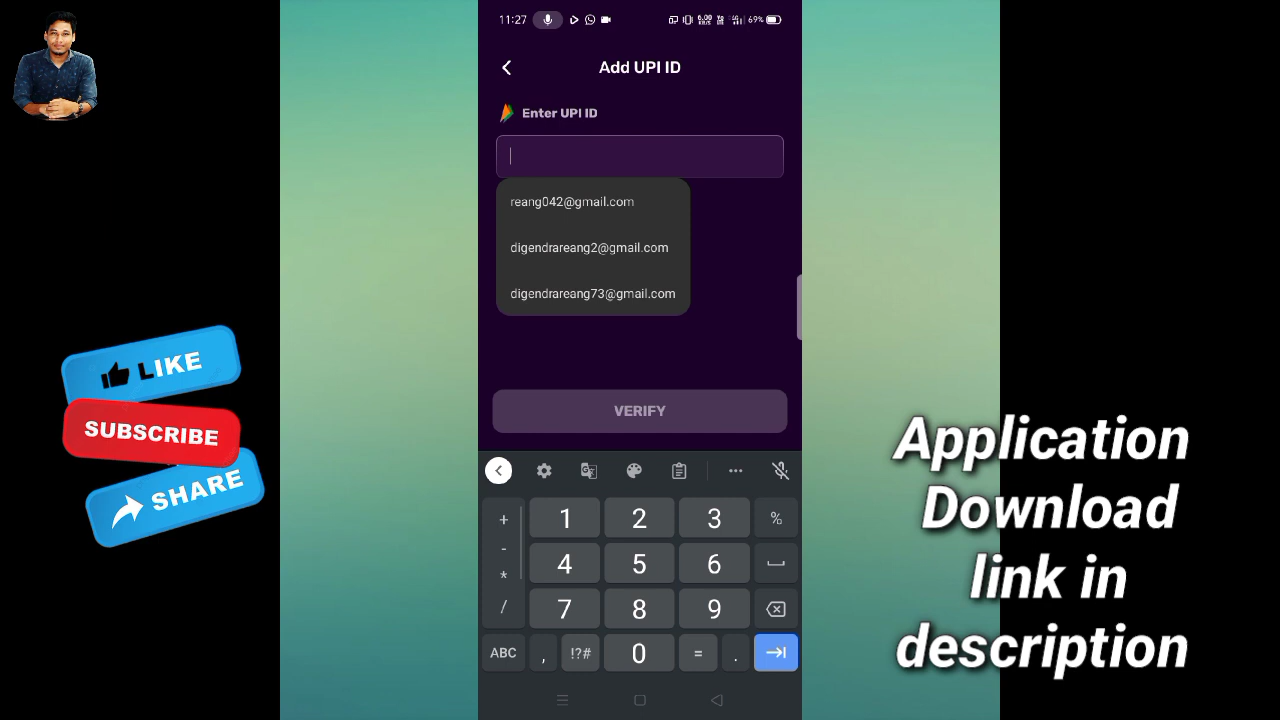 11:27
69%
Add UPI ID
Enter UPI ID
reang042@gmail.com
digendrareang2@gmail.com
digendrareang73@gmail.com
VERIFY
+ 1 2 3 %
- 
* 4 5 6
/ 7 8 9
ABC , !?# 0 = .
LIKE
SUBSCRIBE
SHARE
Application
Download
link in
description